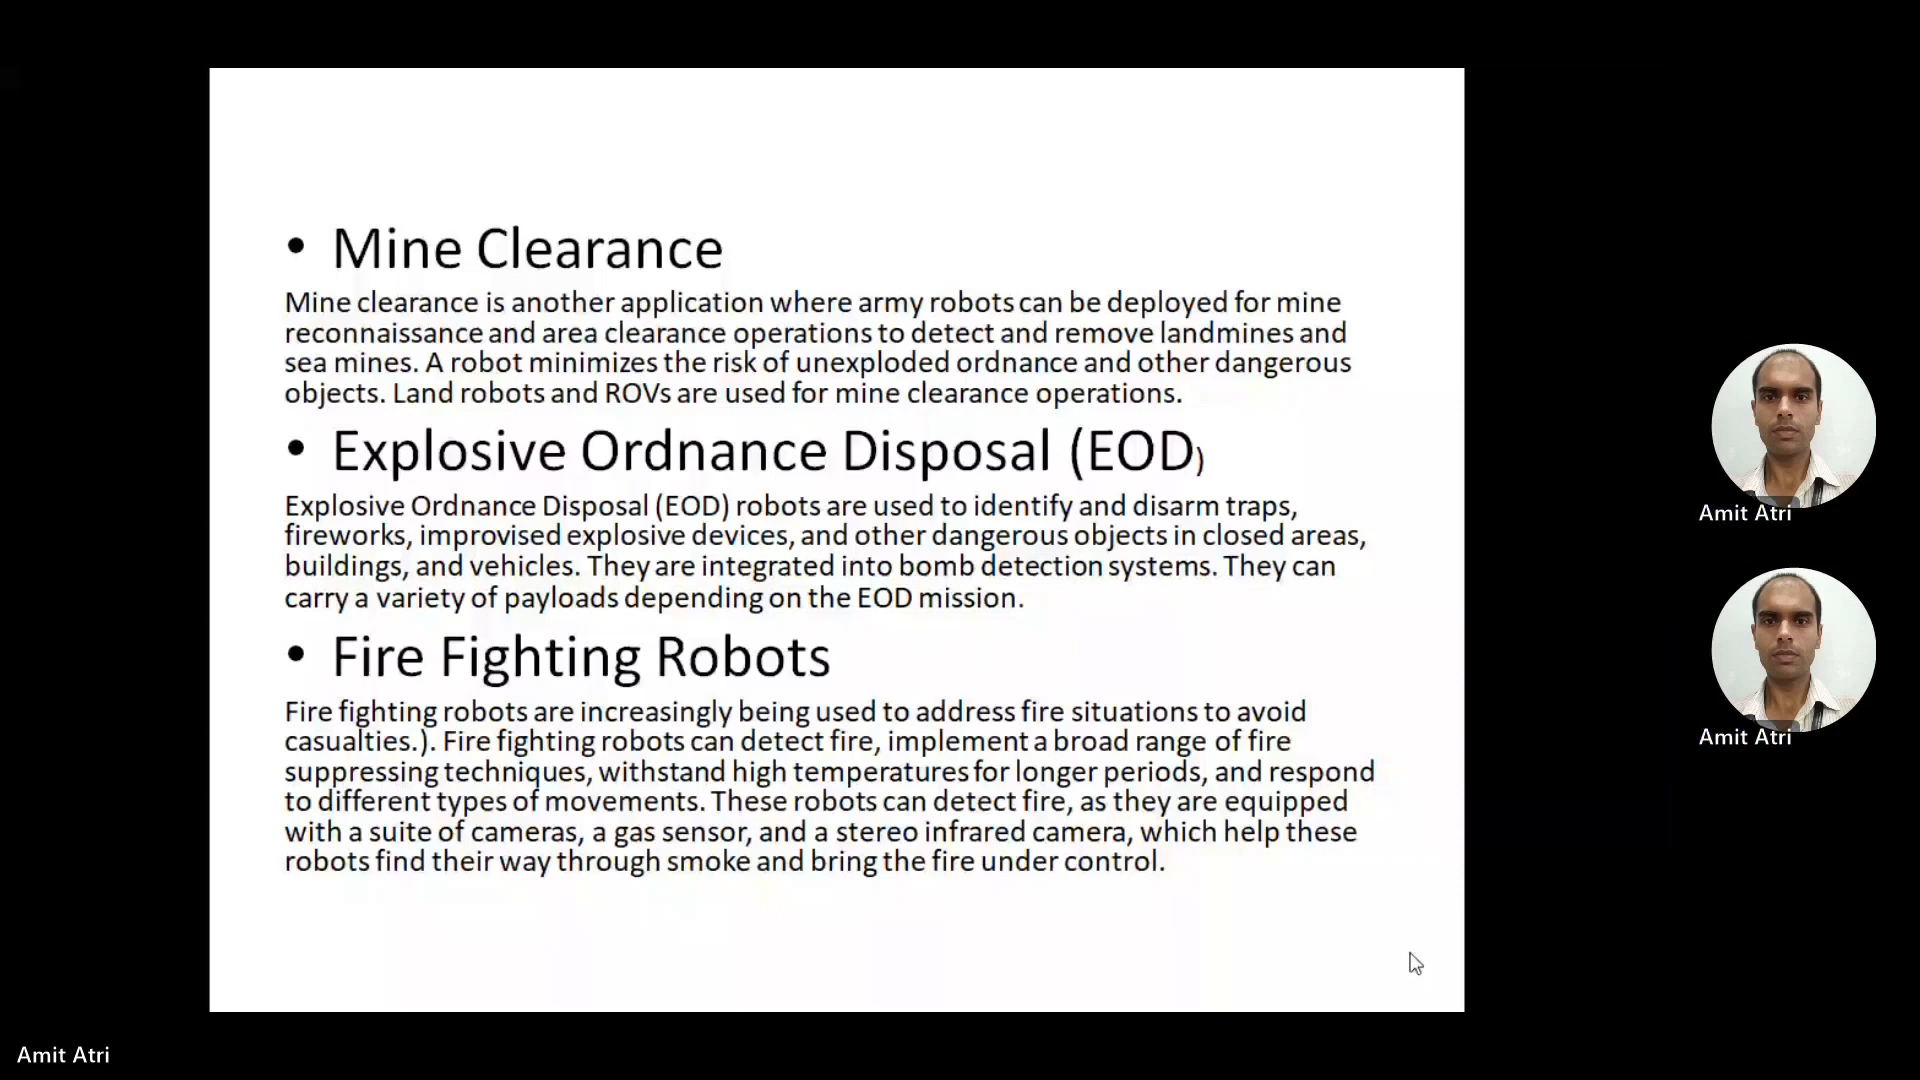 • Mine Clearance
Mine clearance is another application where army robots can be deployed for mine
reconnaissance and area clearance operations to detect and remove landmines and
sea mines. A robot minimizes the risk of unexploded ordnance and other dangerous
objects. Land robots and ROVs are used for mine clearance operations.
• Explosive Ordnance Disposal (EOD)
Explosive Ordnance Disposal (EOD) robots are used to identify and disarm traps,
fireworks, improvised explosive devices, and other dangerous objects in closed areas,
buildings, and vehicles. They are integrated into bomb detection systems. They can
carry a variety of payloads depending on the EOD mission.
• Fire Fighting Robots
Fire fighting robots are increasingly being used to address fire situations to avoid
casualties.). Fire fighting robots can detect fire, implement a broad range of fire
suppressing techniques, withstand high temperatures for longer periods, and respond
to different types of movements. These robots can detect fire, as they are equipped
with a suite of cameras, a gas sensor, and a stereo infrared camera, which help these
robots find their way through smoke and bring the fire under control.
Amit Atri
Amit Atri
Amit Atri